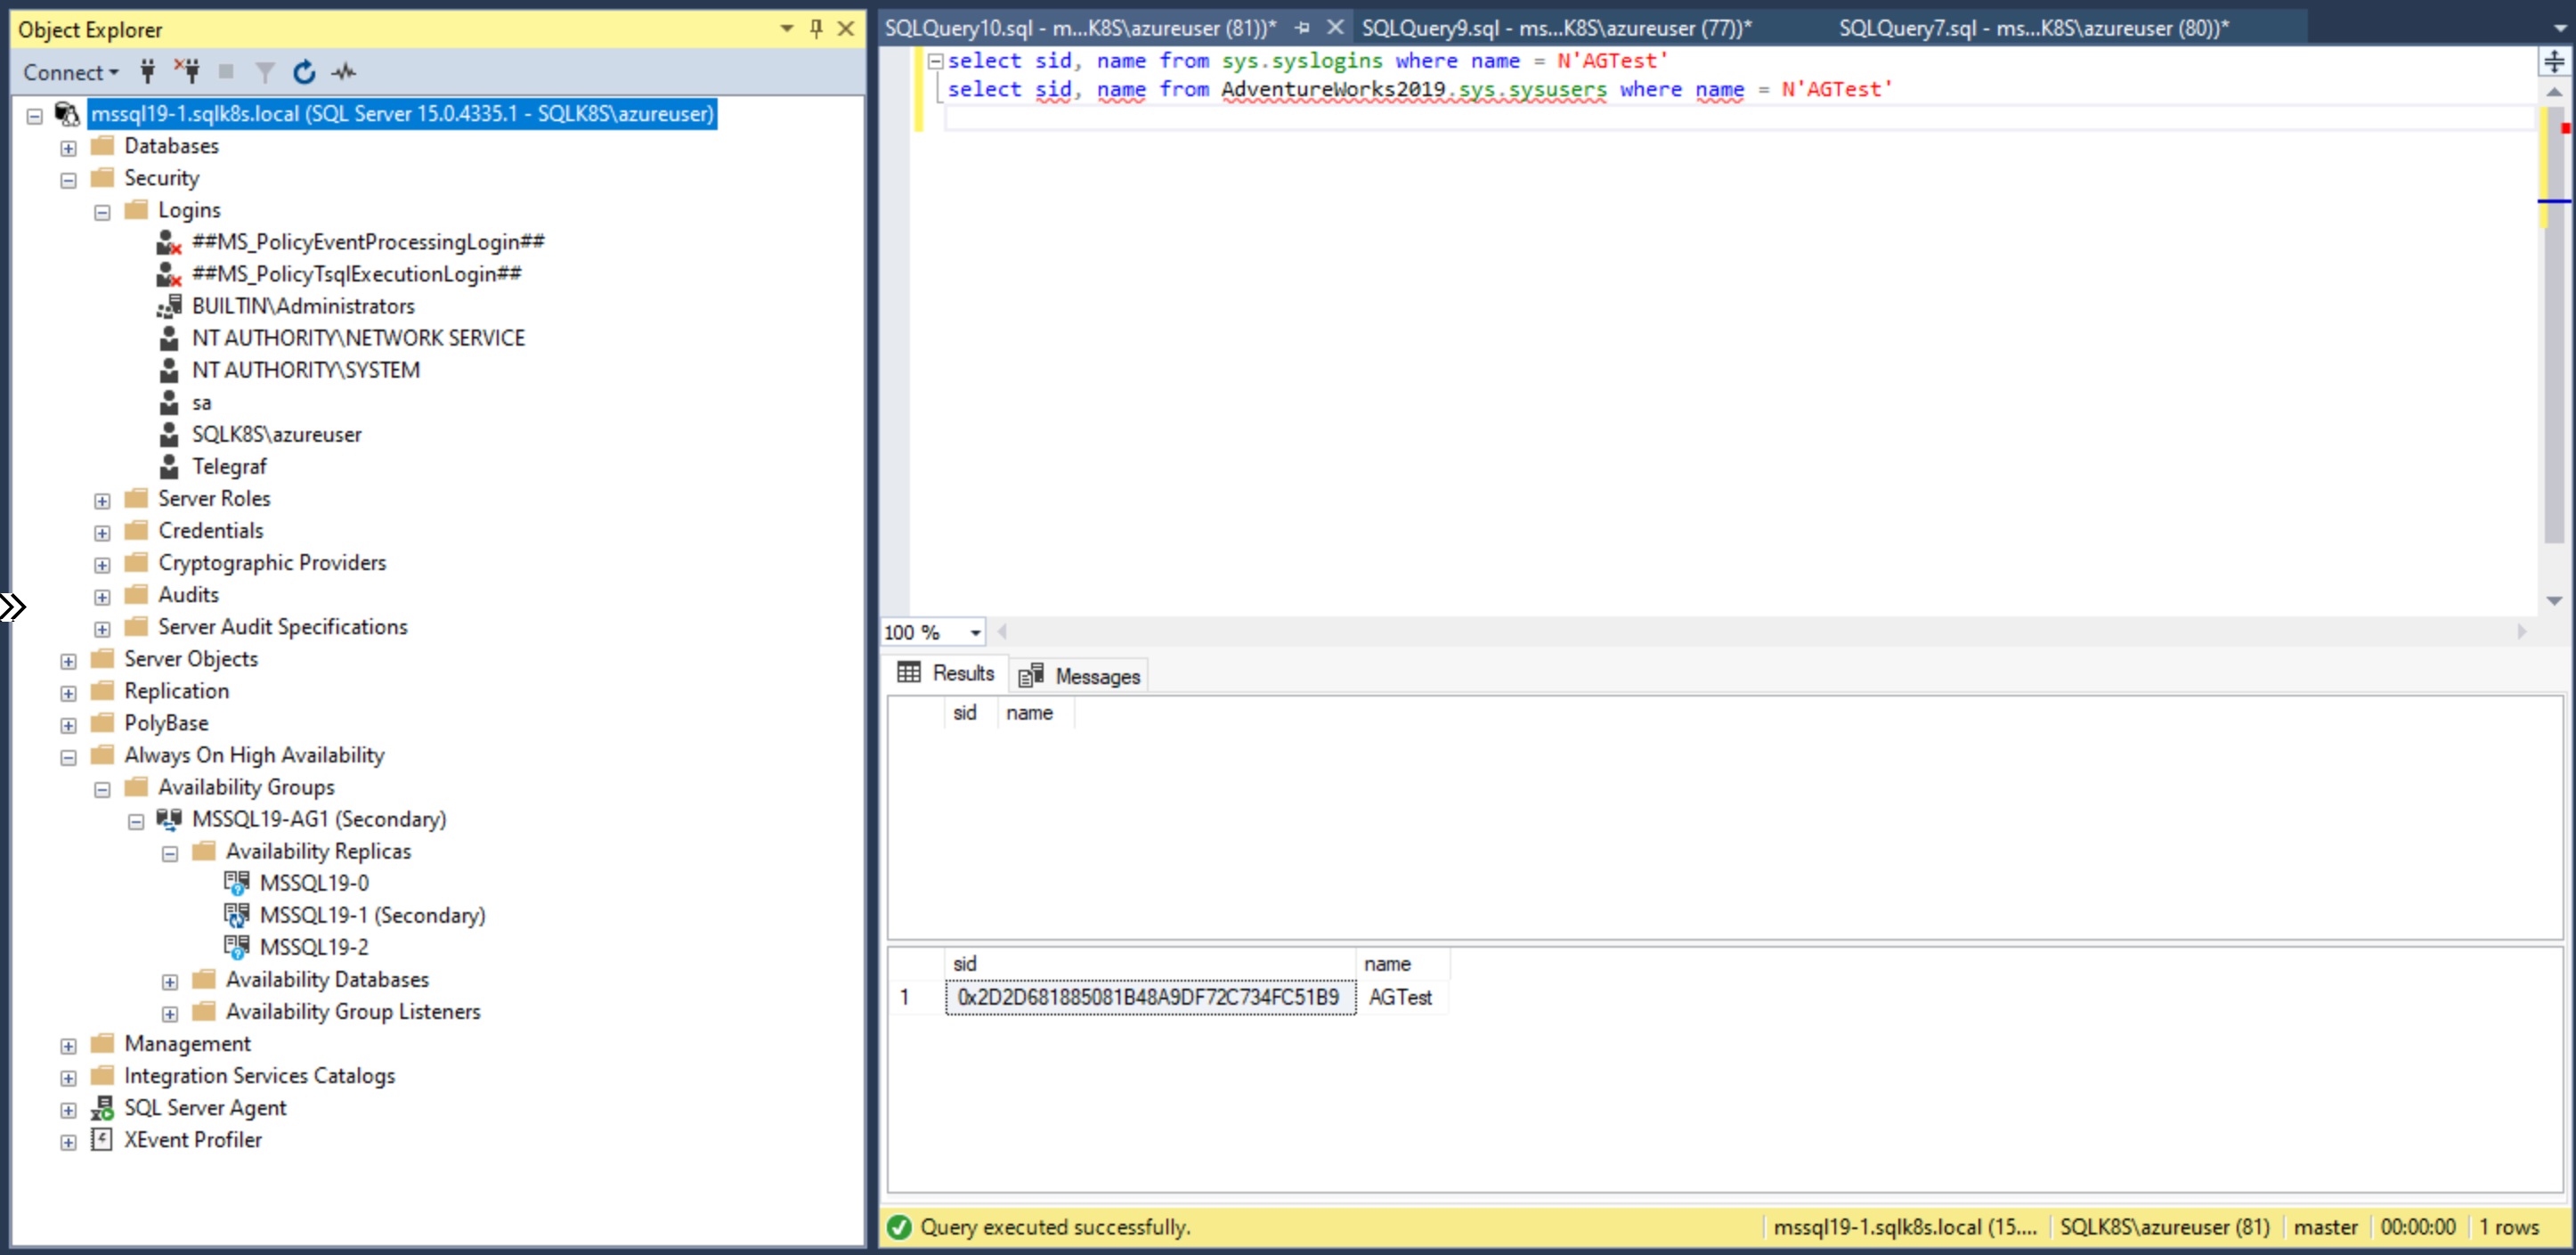 Object Explorer
Connect
mssql19-1.sqlk8s.local (SQL Server 15.0.4335.1 - SQLK8S\azureuser)
Databases
Security
Logins
##MS_PolicyEventProcessingLogin##
##MS_PolicyTsqlExecutionLogin##
BUILTIN\Administrators
NT AUTHORITY\NETWORK SERVICE
NT AUTHORITY\SYSTEM
sa
SQLK8S\azureuser
Telegraf
Server Roles
Credentials
Cryptographic Providers
Audits
Server Audit Specifications
Server Objects
Replication
PolyBase
Always On High Availability
Availability Groups
MSSQL19-AG1 (Secondary)
Availability Replicas
MSSQL19-0
MSSQL19-1 (Secondary)
MSSQL19-2
Availability Databases
Availability Group Listeners
Management
Integration Services Catalogs
SQL Server Agent
XEvent Profiler
SQLQuery10.sql - m...K8S\azureuser (81))* SQLQuery9.sql - ms...K8S\azureuser (77))* SQLQuery7.sql - ms...K8S\azureuser (80))*
select sid, name from sys.syslogins where name = N'AGTest'
select sid, name from AdventureWorks2019.sys.sysusers where name = N'AGTest'
100 %
Results Messages
sid name
sid name
1 0x2D2D681885081B48A9DF72C734FC51B9 AGTest
Query executed successfully. mssql19-1.sqlk8s.local (15.... SQLK8S\azureuser (81) master 00:00:00 1 rows